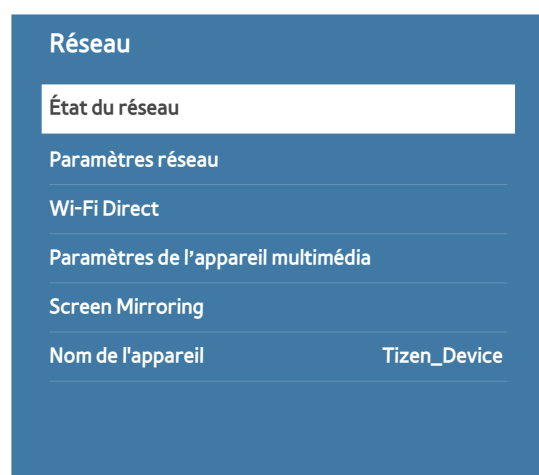 Réseau
État du réseau
Paramètres réseau
Wi-Fi Direct
Paramètres de l’appareil multimédia
Screen Mirroring
Nom de l'appareil Tizen_Device